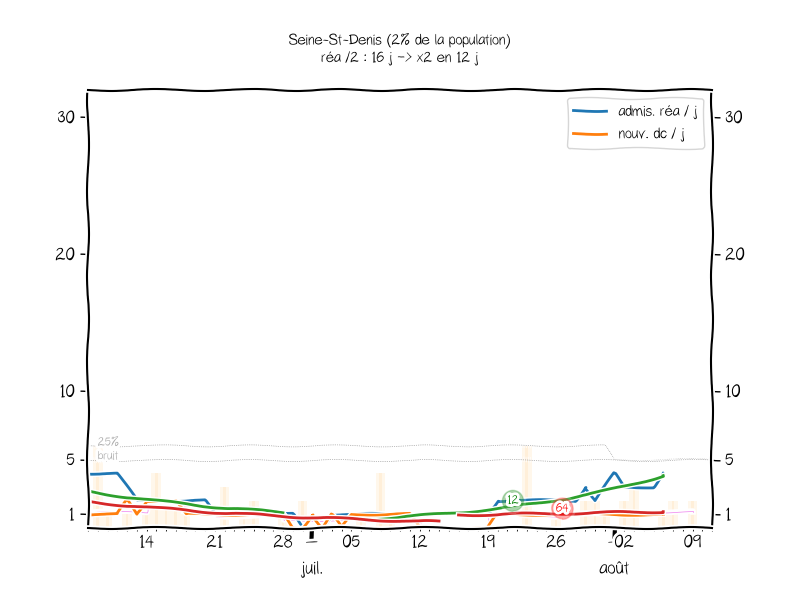 Seine-St-Denis (2% de la population)
réa /2 : 16 j -> x2 en 12 j
admis. réa / j
nouv. dc / j
30
30
20
20
10
10
25%
bruit
5
5
12
64
1
1
14 21 28 05 12 19 26 02 09
juil. août